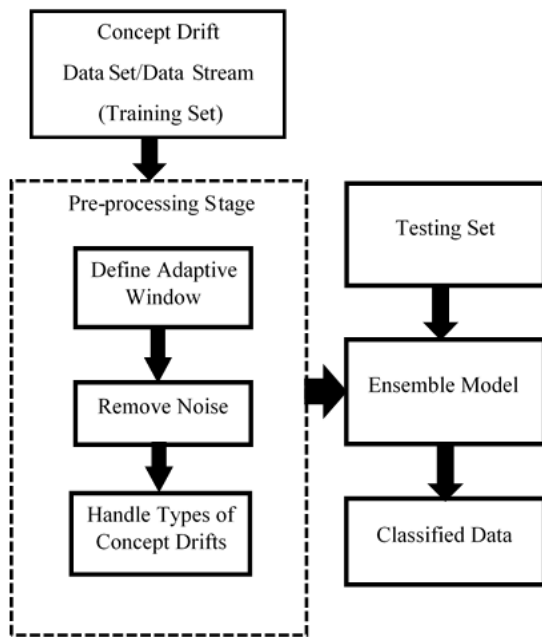 Concept Drift
Data Set/Data Stream
(Training Set)
Pre-processing Stage
Define Adaptive
Window
Remove Noise
Handle Types of
Concept Drifts
Testing Set
Ensemble Model
Classified Data